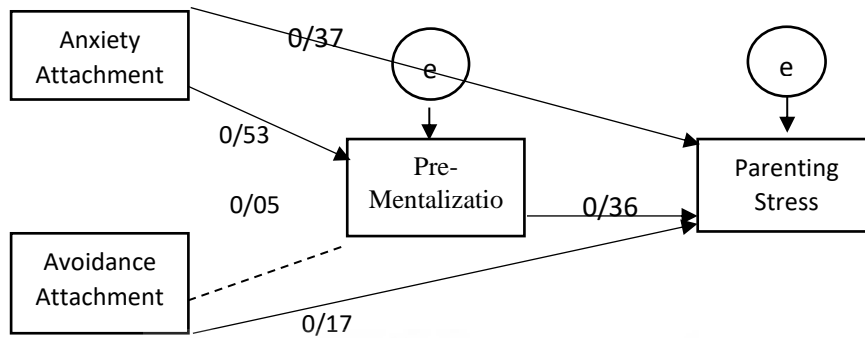 Anxiety
Attachment
0/37
e
e
0/53
Pre-
Mentalizatio
Parenting
Stress
0/05
0/36
Avoidance
Attachment
0/17